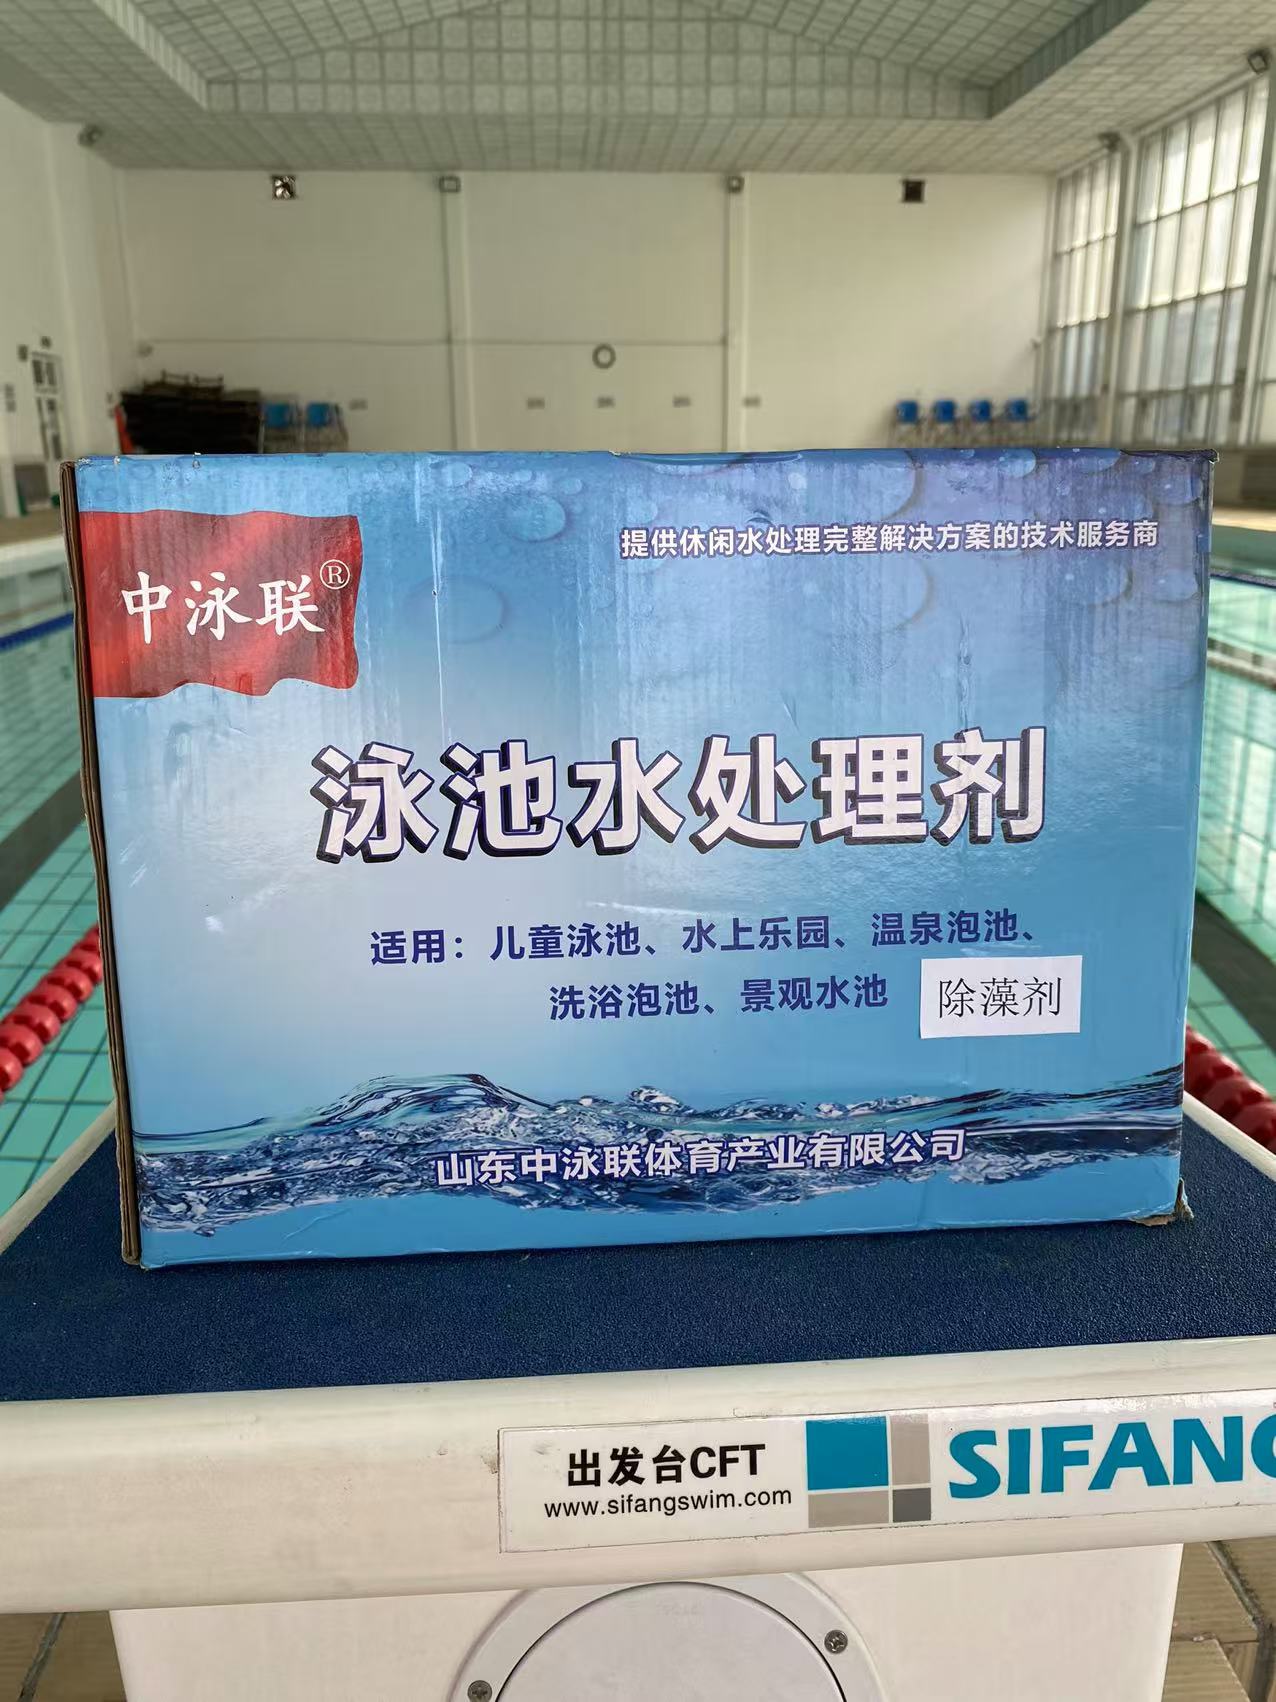 提供休闲水处理完整解决方案的技术服务商
中泳联®
泳池水处理剂
适用：儿童泳池、水上乐园、温泉泡池、
洗浴泡池、景观水池
除藻剂
山东中泳联体育产业有限公司
出发台CFT
www.sifangswim.com
SIFANG